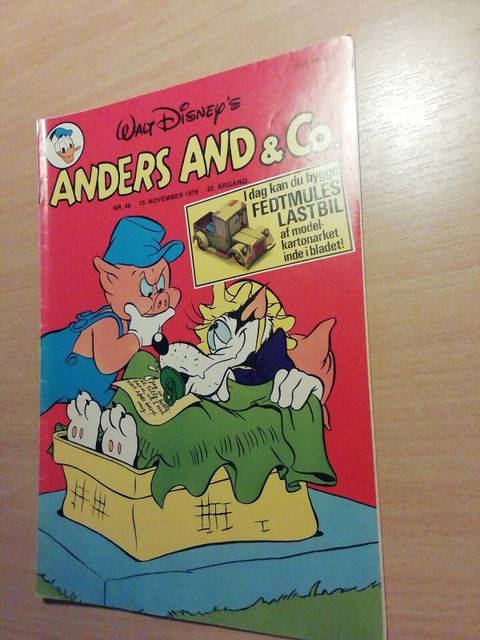 WALT DISNEY'S
ANDERS AND & Co.
NR. 46 . 13. NOVEMBER 1978 . 30. ÅRGANG
I dag kan du bygge
FEDTMULES
LASTBIL
af model-
kartonarket
inde i bladet!